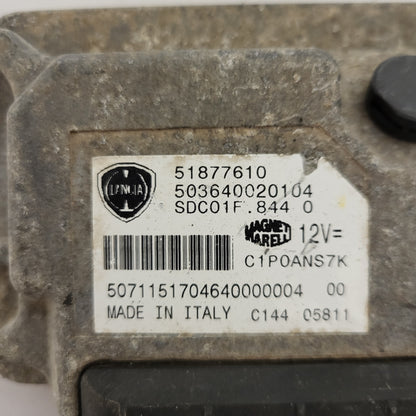 LANCIA
51877610
503640020104
SDC01F.844 0
MAGNETI MARELLI 12V=
C1P0ANS7K
5071151704640000004 00
MADE IN ITALY C144 05811